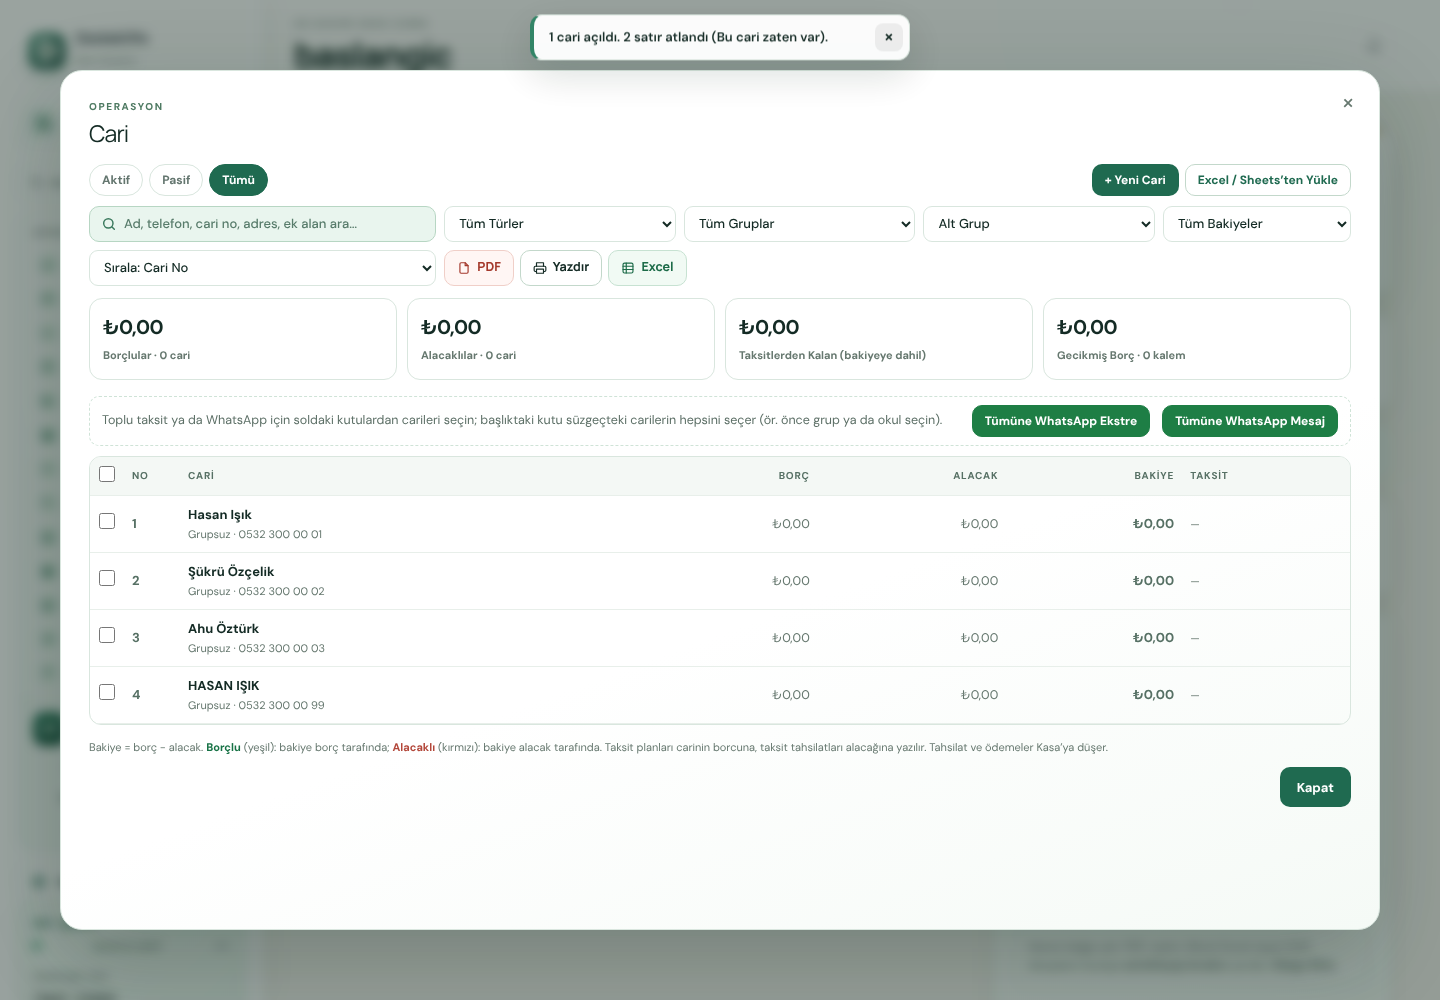 1 cari açıldı. 2 satır atlandı (Bu cari zaten var).
×
baslangic
OPERASYON
×
Cari
Aktif
Pasif
Tümü
+ Yeni Cari
Excel / Sheets’ten Yükle
Ad, telefon, cari no, adres, ek alan ara...
Tüm Türler
Tüm Gruplar
Alt Grup
Tüm Bakiyeler
Sırala: Cari No
PDF
Yazdır
Excel
₺0,00
Borçlular · 0 cari
₺0,00
Alacaklılar · 0 cari
₺0,00
Taksitlerden Kalan (bakiyeye dahil)
₺0,00
Gecikmiş Borç · 0 kalem
Toplu taksit ya da WhatsApp için soldaki kutulardan carileri seçin; başlıktaki kutu süzgeçteki carilerin hepsini seçer (ör. önce grup ya da okul seçin).
Tümüne WhatsApp Ekstre
Tümüne WhatsApp Mesaj
NO CARİ BORÇ ALACAK BAKİYE TAKSİT
1 Hasan Işık ₺0,00 ₺0,00 ₺0,00 —
Grupsuz · 0532 300 00 01
2 Şükrü Özçelik ₺0,00 ₺0,00 ₺0,00 —
Grupsuz · 0532 300 00 02
3 Ahu Öztürk ₺0,00 ₺0,00 ₺0,00 —
Grupsuz · 0532 300 00 03
4 HASAN IŞIK ₺0,00 ₺0,00 ₺0,00 —
Grupsuz · 0532 300 00 99
Bakiye = borç − alacak. Borçlu (yeşil): bakiye borç tarafında; Alacaklı (kırmızı): bakiye alacak tarafında. Taksit planları carinin borcuna, taksit tahsilatları alacağına yazılır. Tahsilat ve ödemeler Kasa’ya düşer.
Kapat